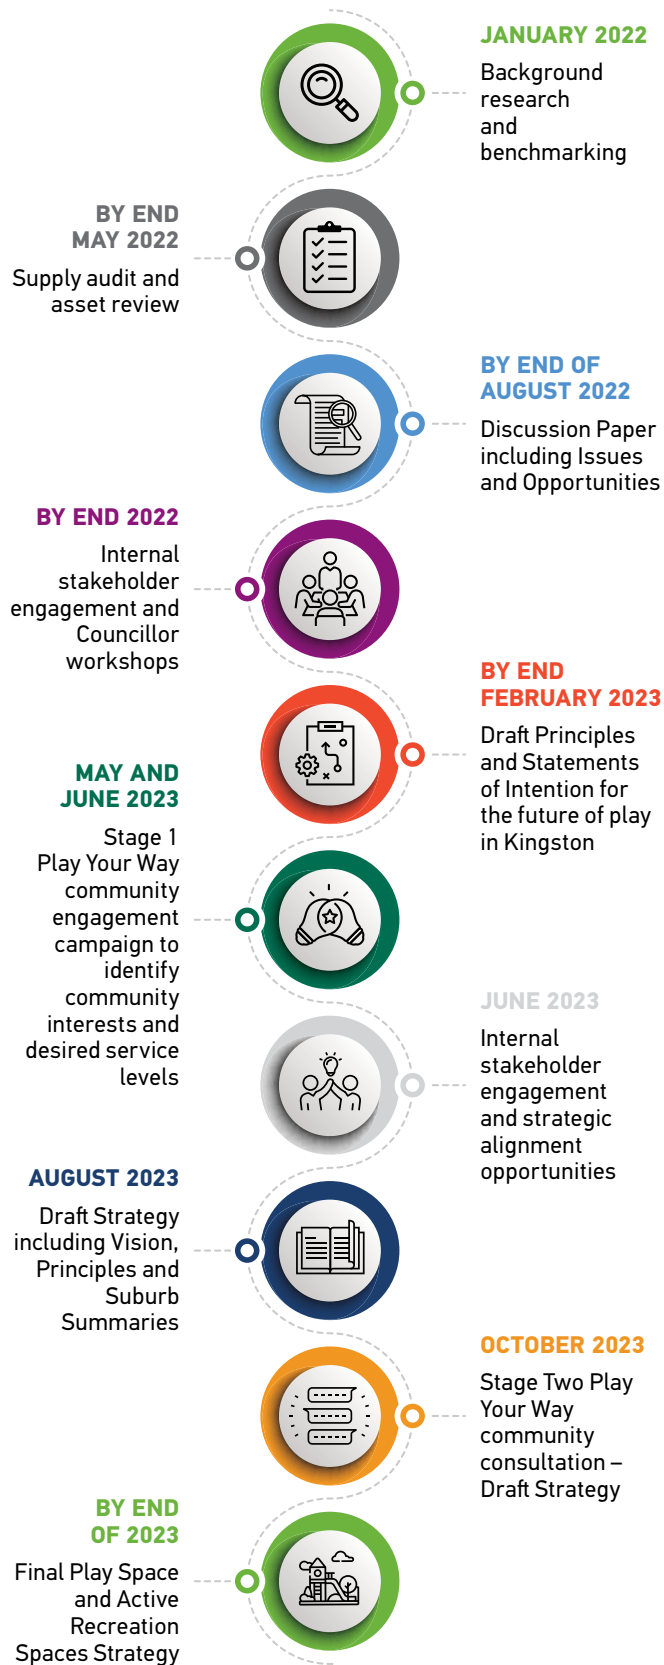 JANUARY 2022
Background
research
and
benchmarking
BY END
MAY 2022
Supply audit and
asset review
BY END OF
AUGUST 2022
Discussion Paper
including Issues
and Opportunities
BY END 2022
Internal
stakeholder
engagement and
Councillor
workshops
BY END
FEBRUARY 2023
Draft Principles
and Statements
of Intention for
the future of play
in Kingston
MAY AND
JUNE 2023
Stage 1
Play Your Way
community
engagement
campaign to
identify
community
interests and
desired service
levels
JUNE 2023
Internal
stakeholder
engagement
and strategic
alignment
opportunities
AUGUST 2023
Draft Strategy
including Vision,
Principles and
Suburb
Summaries
OCTOBER 2023
Stage Two Play
Your Way
community
consultation –
Draft Strategy
BY END
OF 2023
Final Play Space
and Active
Recreation
Spaces Strategy